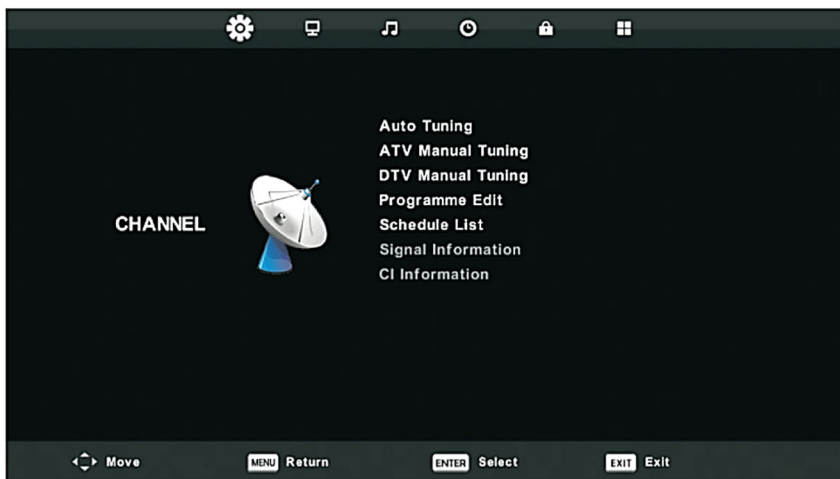 Auto Tuning
ATV Manual Tuning
DTV Manual Tuning
Programme Edit
CHANNEL
Schedule List
Signal Information
CI Information
Move
MENU Return
ENTER Select
EXIT Exit